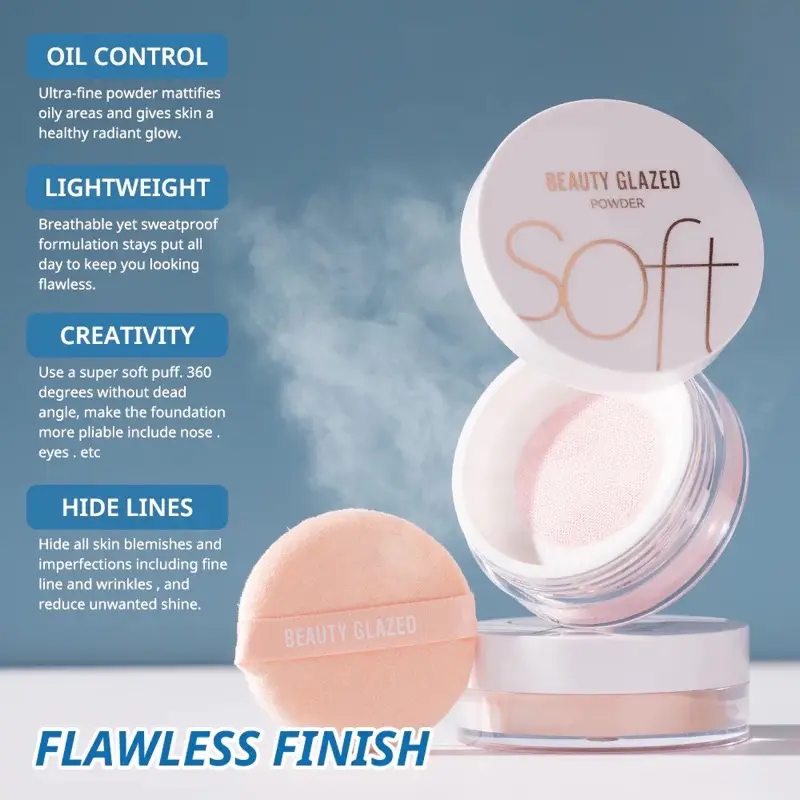 OIL CONTROL
Ultra-fine powder mattifies
oily areas and gives skin a
healthy radiant glow.
LIGHTWEIGHT
Breathable yet sweatproof
formulation stays put all
day to keep you looking
flawless.
CREATIVITY
Use a super soft puff. 360
degrees without dead
angle, make the foundation
more pliable include nose .
eyes . etc
HIDE LINES
Hide all skin blemishes and
imperfections including fine
line and wrinkles , and
reduce unwanted shine.
BEAUTY GLAZED
POWDER
Soft
BEAUTY GLAZED
FLAWLESS FINISH